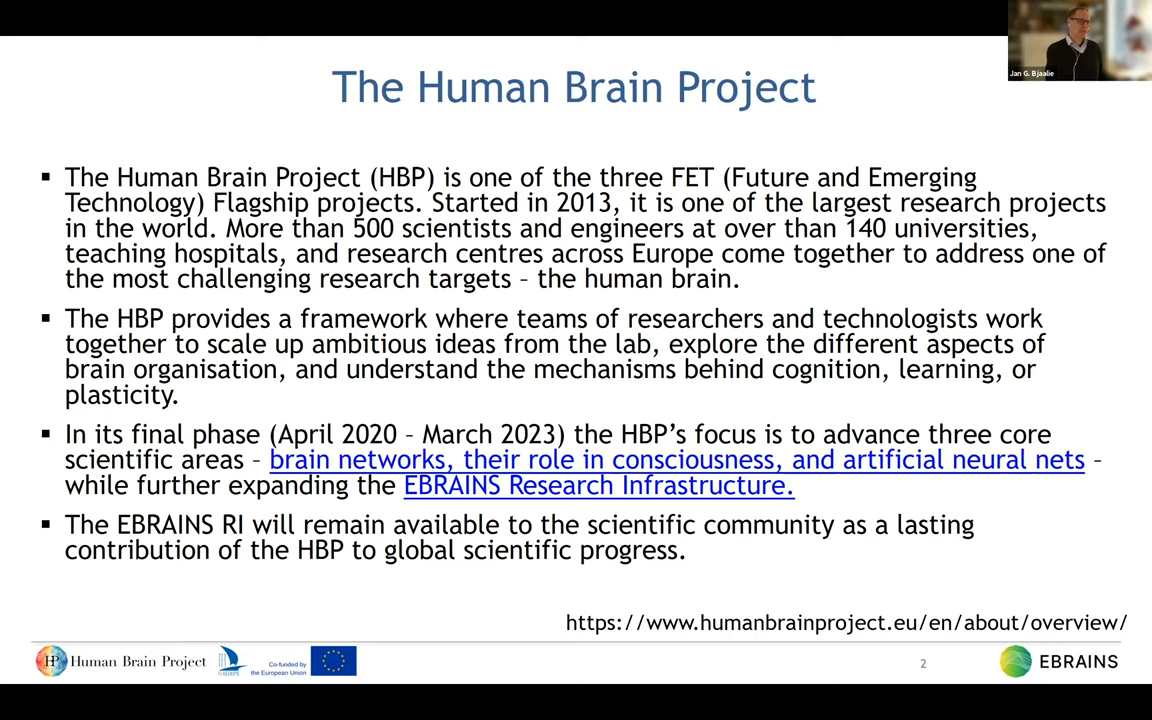 Jan G. Bjaalie
The Human Brain Project
▪ The Human Brain Project (HBP) is one of the three FET (Future and Emerging
Technology) Flagship projects. Started in 2013, it is one of the largest research projects
in the world. More than 500 scientists and engineers at over than 140 universities,
teaching hospitals, and research centres across Europe come together to address one of
the most challenging research targets – the human brain.
▪ The HBP provides a framework where teams of researchers and technologists work
together to scale up ambitious ideas from the lab, explore the different aspects of
brain organisation, and understand the mechanisms behind cognition, learning, or
plasticity.
▪ In its final phase (April 2020 – March 2023) the HBP’s focus is to advance three core
scientific areas – brain networks, their role in consciousness, and artificial neural nets –
while further expanding the EBRAINS Research Infrastructure.
▪ The EBRAINS RI will remain available to the scientific community as a lasting
contribution of the HBP to global scientific progress.
https://www.humanbrainproject.eu/en/about/overview/
HP Human Brain Project
Co-funded by
the European Union
2
EBRAINS